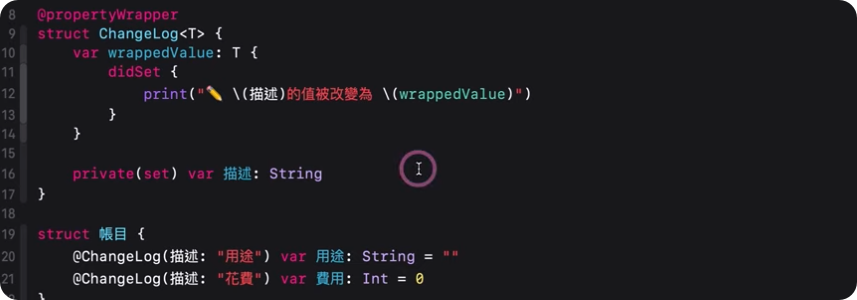 8 @propertyWrapper
9 struct ChangeLog<T> {
10     var wrappedValue: T {
11         didSet {
12             print("✏️ \(描述)的值被改變為 \(wrappedValue)")
13         }
14     }
15
16     private(set) var 描述: String
17 }
18
19 struct 帳目 {
20     @ChangeLog(描述: "用途") var 用途: String = ""
21     @ChangeLog(描述: "花費") var 費用: Int = 0
}